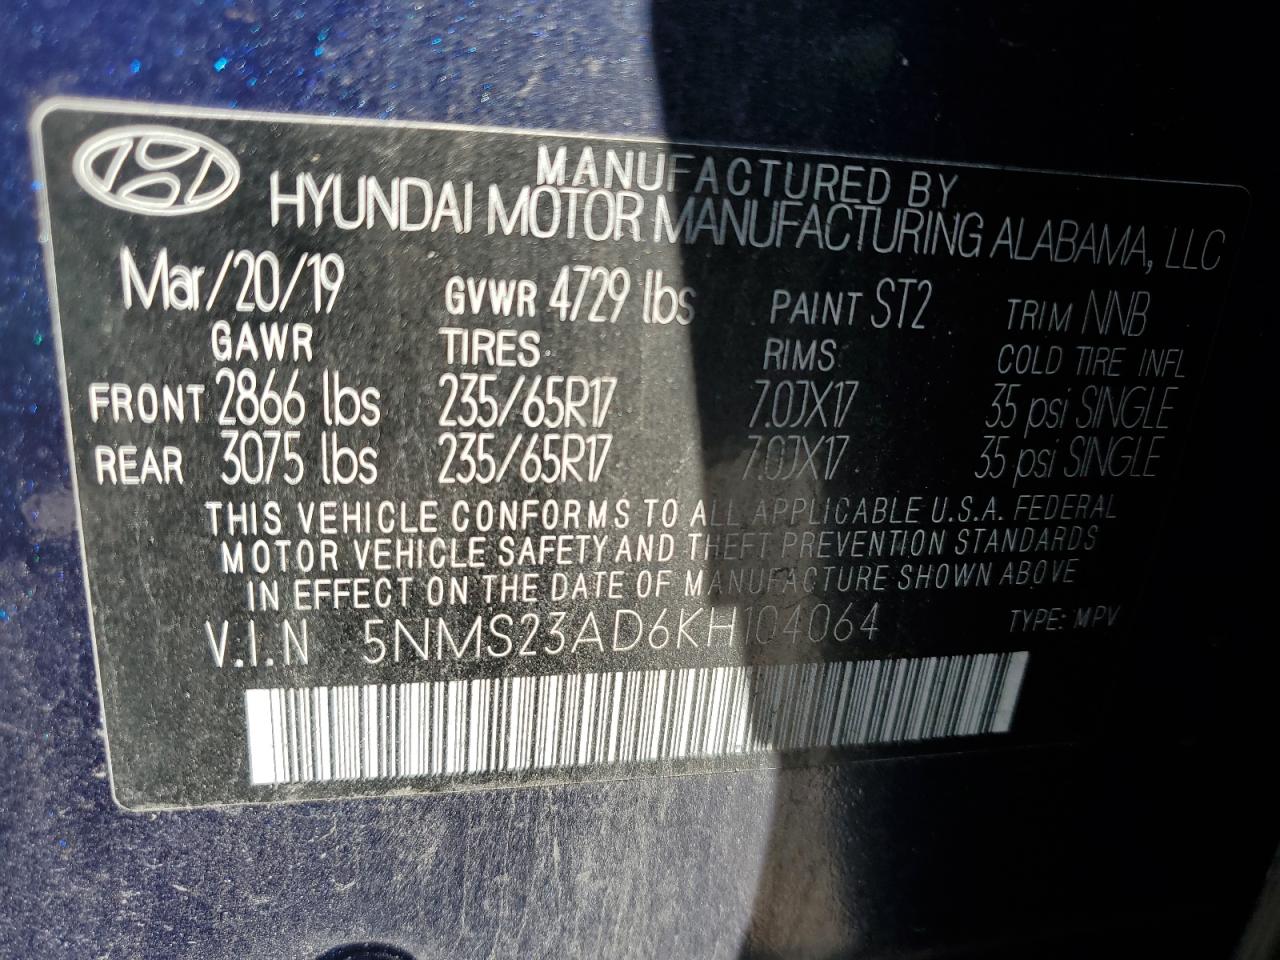 MANUFACTURED BY
HYUNDAI MOTOR MANUFACTURING ALABAMA, LLC
Mar/20/19 GVWR 4729 lbs PAINT ST2 TRIM NNB
GAWR TIRES RIMS COLD TIRE INFL
FRONT 2866 lbs 235/65R17 7.0JX17 35 psi SINGLE
REAR 3075 lbs 235/65R17 7.0JX17 35 psi SINGLE
THIS VEHICLE CONFORMS TO ALL APPLICABLE U.S.A. FEDERAL
MOTOR VEHICLE SAFETY AND THEFT PREVENTION STANDARDS
IN EFFECT ON THE DATE OF MANUFACTURE SHOWN ABOVE
V.I.N 5NMS23AD6KH104064 TYPE: MPV